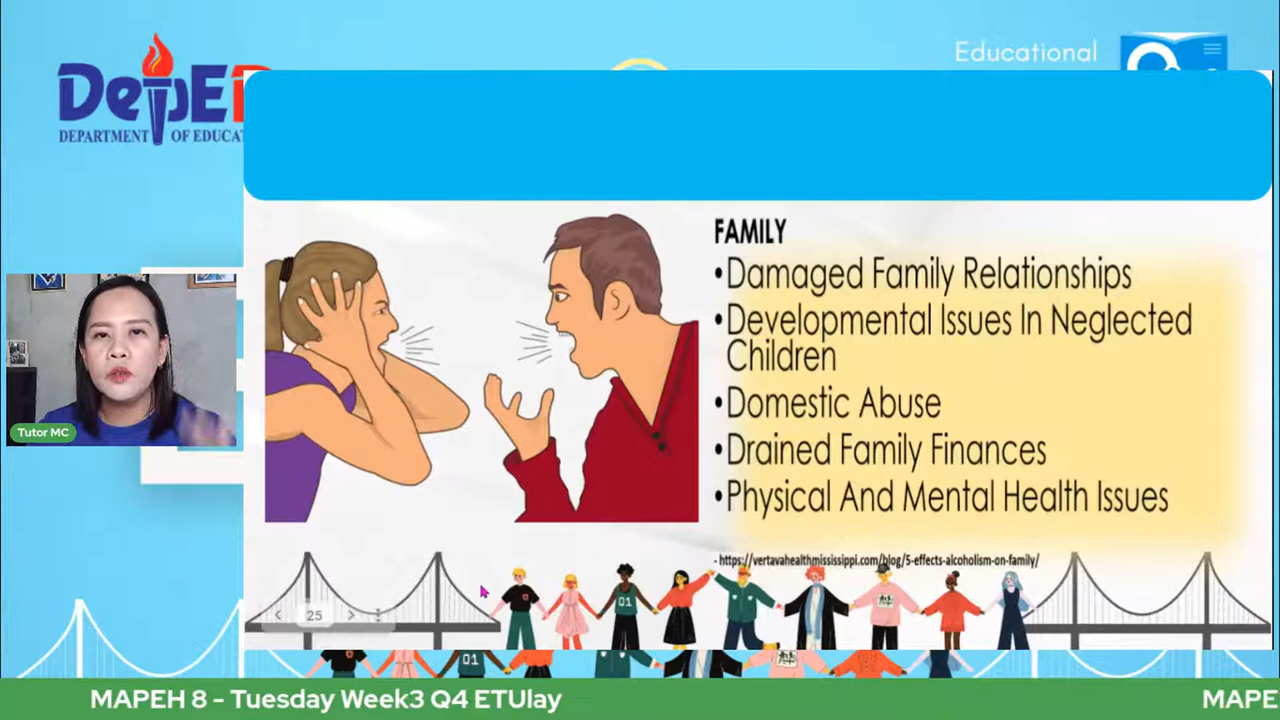 Educational
DepED
DEPARTMENT OF EDUCAT
FAMILY
•Damaged Family Relationships
•Developmental Issues In Neglected
Children
•Domestic Abuse
•Drained Family Finances
•Physical And Mental Health Issues
- https://vertavahealthmississippi.com/blog/5-effects-alcoholism-on-family/
Tutor MC
01
25
01
MAPEH 8 – Tuesday Week3 Q4 ETUlay
MAPE